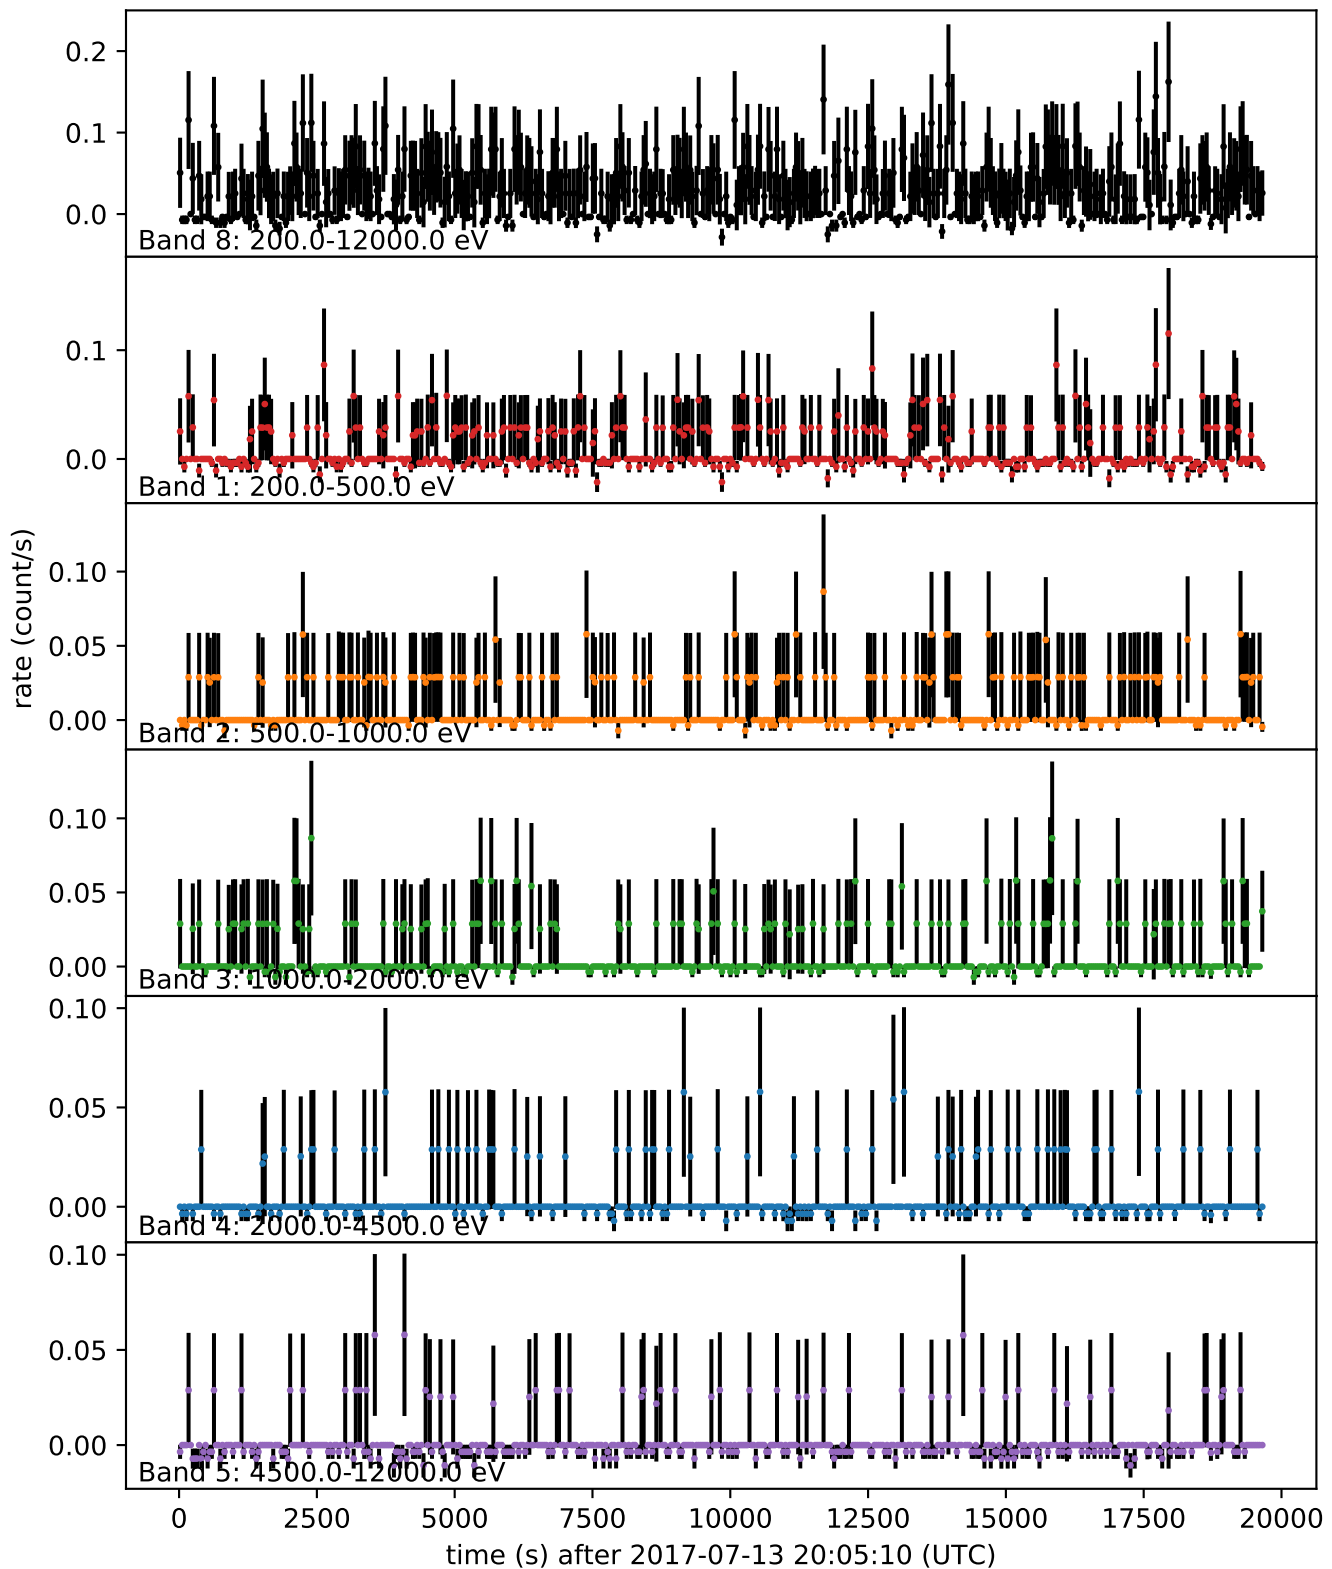 0.2
0.1
0.0
Band 8: 200.0-12000.0 eV
0.1
0.0
Band 1: 200.0-500.0 eV
rate (count/s)
0.10
0.05
0.00
Band 2: 500.0-1000.0 eV
0.10
0.05
0.00
Band 3: 1000.0-2000.0 eV
0.10
0.05
0.00
Band 4: 2000.0-4500.0 eV
0.10
0.05
0.00
Band 5: 4500.0-12000.0 eV
0 2500 5000 7500 10000 12500 15000 17500 20000
time (s) after 2017-07-13 20:05:10 (UTC)